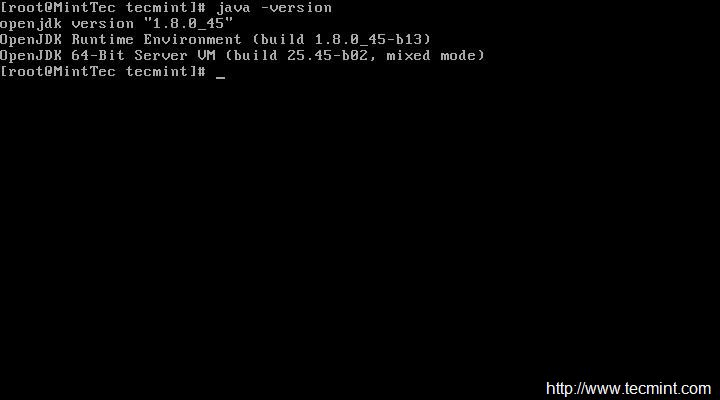 [root@MintTec tecmint]# java -version
openjdk version "1.8.0_45"
OpenJDK Runtime Environment (build 1.8.0_45-b13)
OpenJDK 64-Bit Server VM (build 25.45-b02, mixed mode)
[root@MintTec tecmint]# _
http://www.tecmint.com